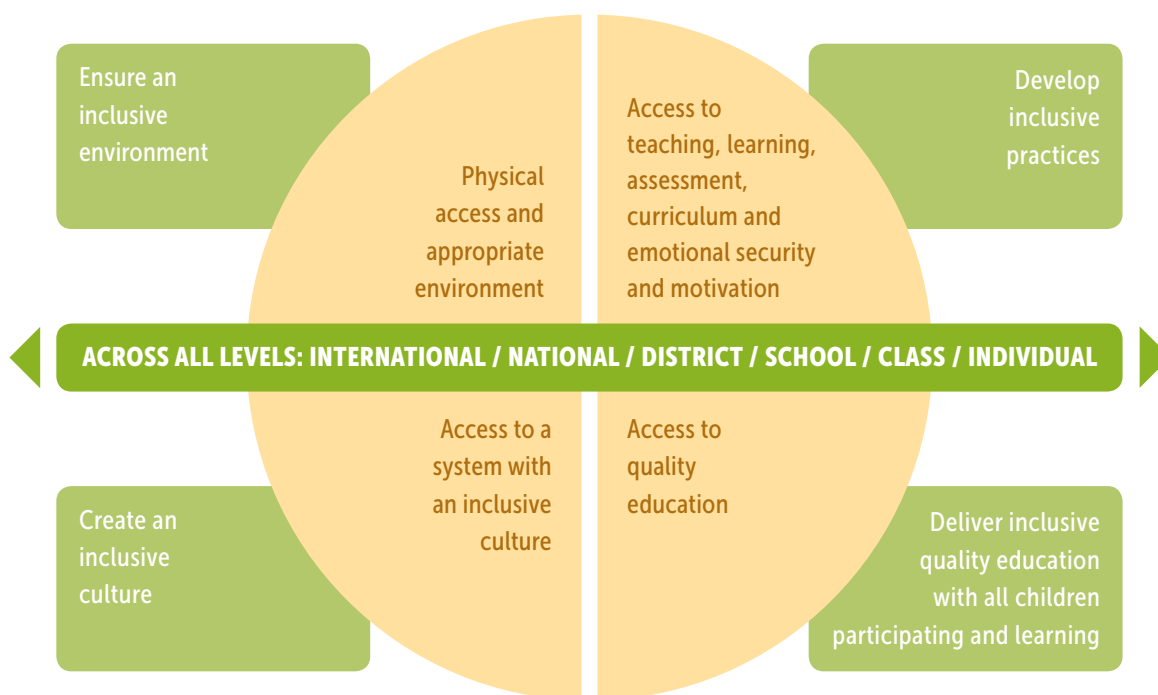 Ensure an
inclusive
environment
Physical
access and
appropriate
environment
Access to
teaching, learning,
assessment,
curriculum and
emotional security
and motivation
Develop
inclusive
practices
ACROSS ALL LEVELS: INTERNATIONAL / NATIONAL / DISTRICT / SCHOOL / CLASS / INDIVIDUAL
Create an
inclusive
culture
Access to a
system with
an inclusive
culture
Access to
quality
education
Deliver inclusive
quality education
with all children
participating and learning